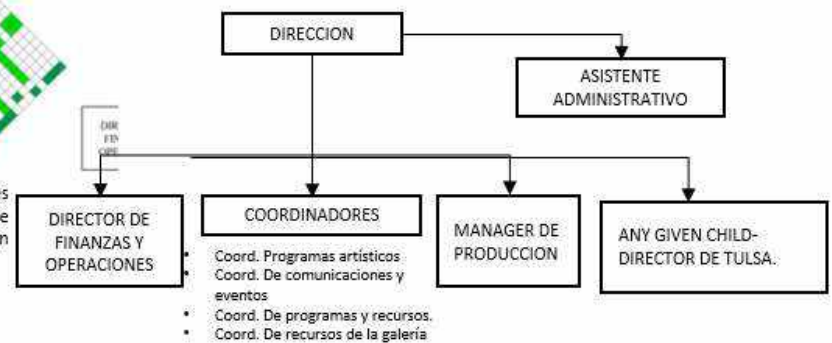 DIRECCION
ASISTENTE
ADMINISTRATIVO
DIRECTOR DE
FINANZAS Y
OPERACIONES
COORDINADORES
• Coord. Programas artísticos
• Coord. De comunicaciones y
eventos
• Coord. De programas y recursos.
• Coord. De recursos de la galería
MANAGER DE
PRODUCCION
ANY GIVEN CHILD-
DIRECTOR DE TULSA.